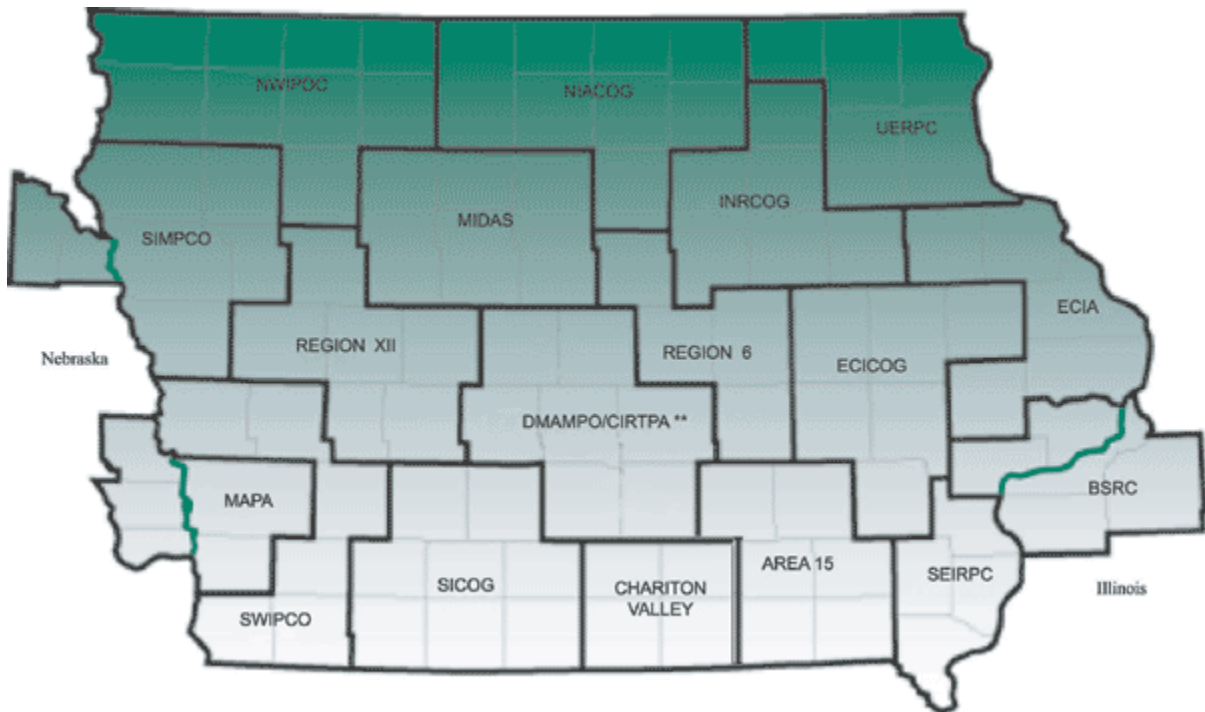 NWIPOC
NIACOG
UERPC
INRCOG
MIDAS
SIMPCO
ECIA
REGION XII
REGION 6
Nebraska
ECICOG
DMAMPO/CIRTPA **
BSRC
MAPA
AREA 15
SEIRPC
SICOG
CHARITON
VALLEY
Illinois
SWIPCO